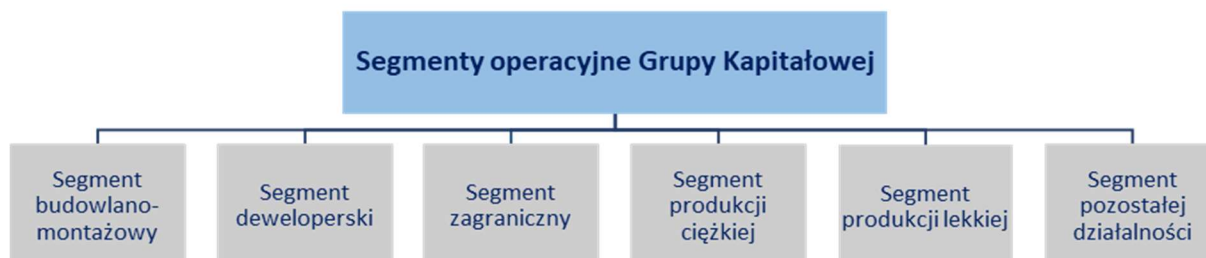 Segmenty operacyjne Grupy Kapitałowej
Segment
budowlano-
montażowy
Segment
deweloperski
Segment
zagraniczny
Segment
produkcji
ciężkiej
Segment
produkcji lekkiej
Segment
pozostałej
działalności